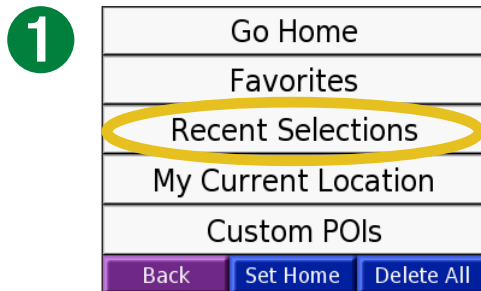 1
Go Home
Favorites
Recent Selections
My Current Location
Custom POIs
Back Set Home Delete All